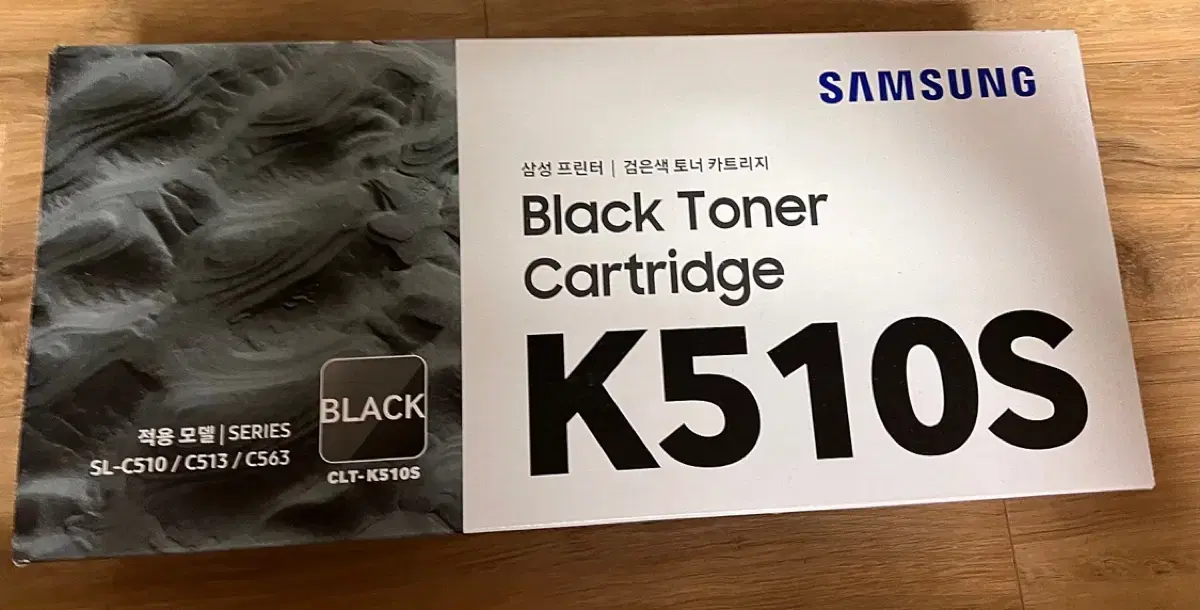 SAMSUNG
삼성 프린터 | 검은색 토너 카트리지
Black Toner
Cartridge
K510S
BLACK
적용 모델 | SERIES
SL-C510 / C513 / C563
CLT-K510S